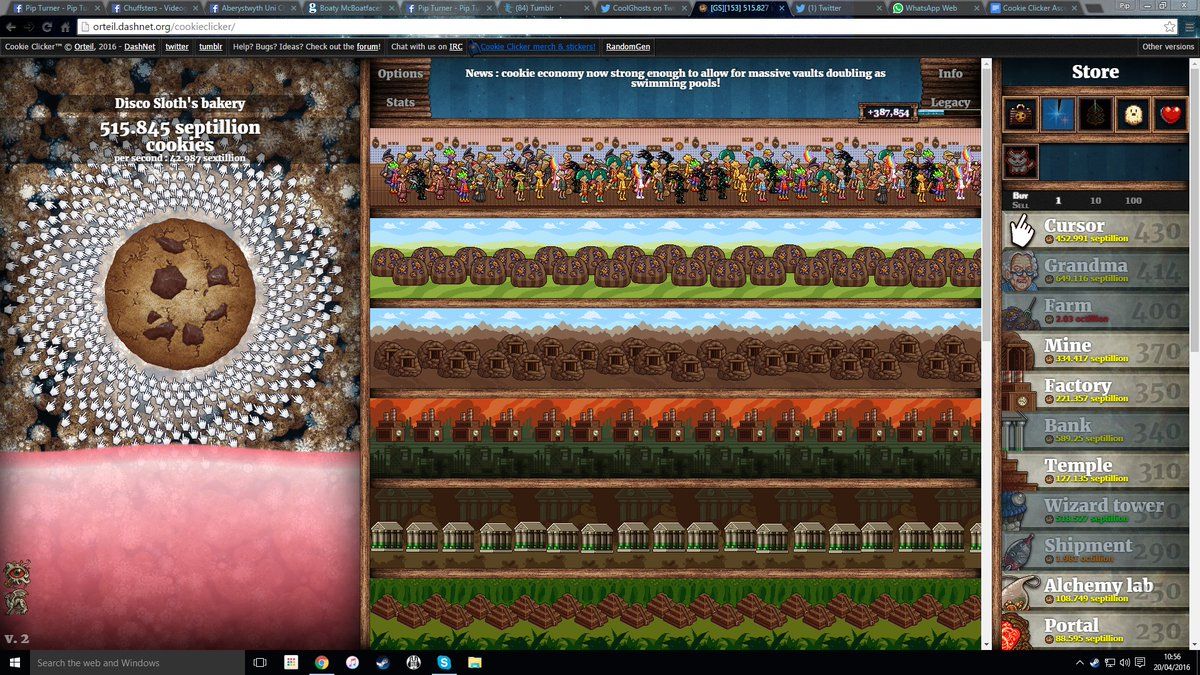 Pip Turner - Pip Tu
Chuffsters - Videos
Aberystwyth Uni C
Boaty McBoatface
Pip Turner - Pip Tu
(84) Tumblr
CoolGhosts on Tw
[GS][153] 515.827
(1) Twitter
WhatsApp Web
Cookie Clicker Asc
Pip
orteil.dashnet.org/cookieclicker/
Cookie Clicker™ © Orteil, 2016 - DashNet
twitter
tumblr
Help? Bugs? Ideas? Check out the forum!
Chat with us on IRC
Cookie Clicker merch & stickers!
RandomGen
Other versions
Disco Sloth's bakery
515.845 septillion
cookies
per second : 42.987 sextillion
v. 2
Options
Stats
News : cookie economy now strong enough to allow for massive vaults doubling as
swimming pools!
Info
Legacy
+387,854
Store
Buy
Sell
1
10
100
Cursor
452.991 septillion
430
Grandma
649.116 septillion
414
Farm
2.03 octillion
400
Mine
334.417 septillion
370
Factory
221.357 septillion
350
Bank
589.25 septillion
340
Temple
127.135 septillion
310
Wizard tower
518.527 septillion
Shipment
290
Alchemy lab
108.749 septillion
250
Portal
88.595 septillion
230
Search the web and Windows
10:56
20/04/2016